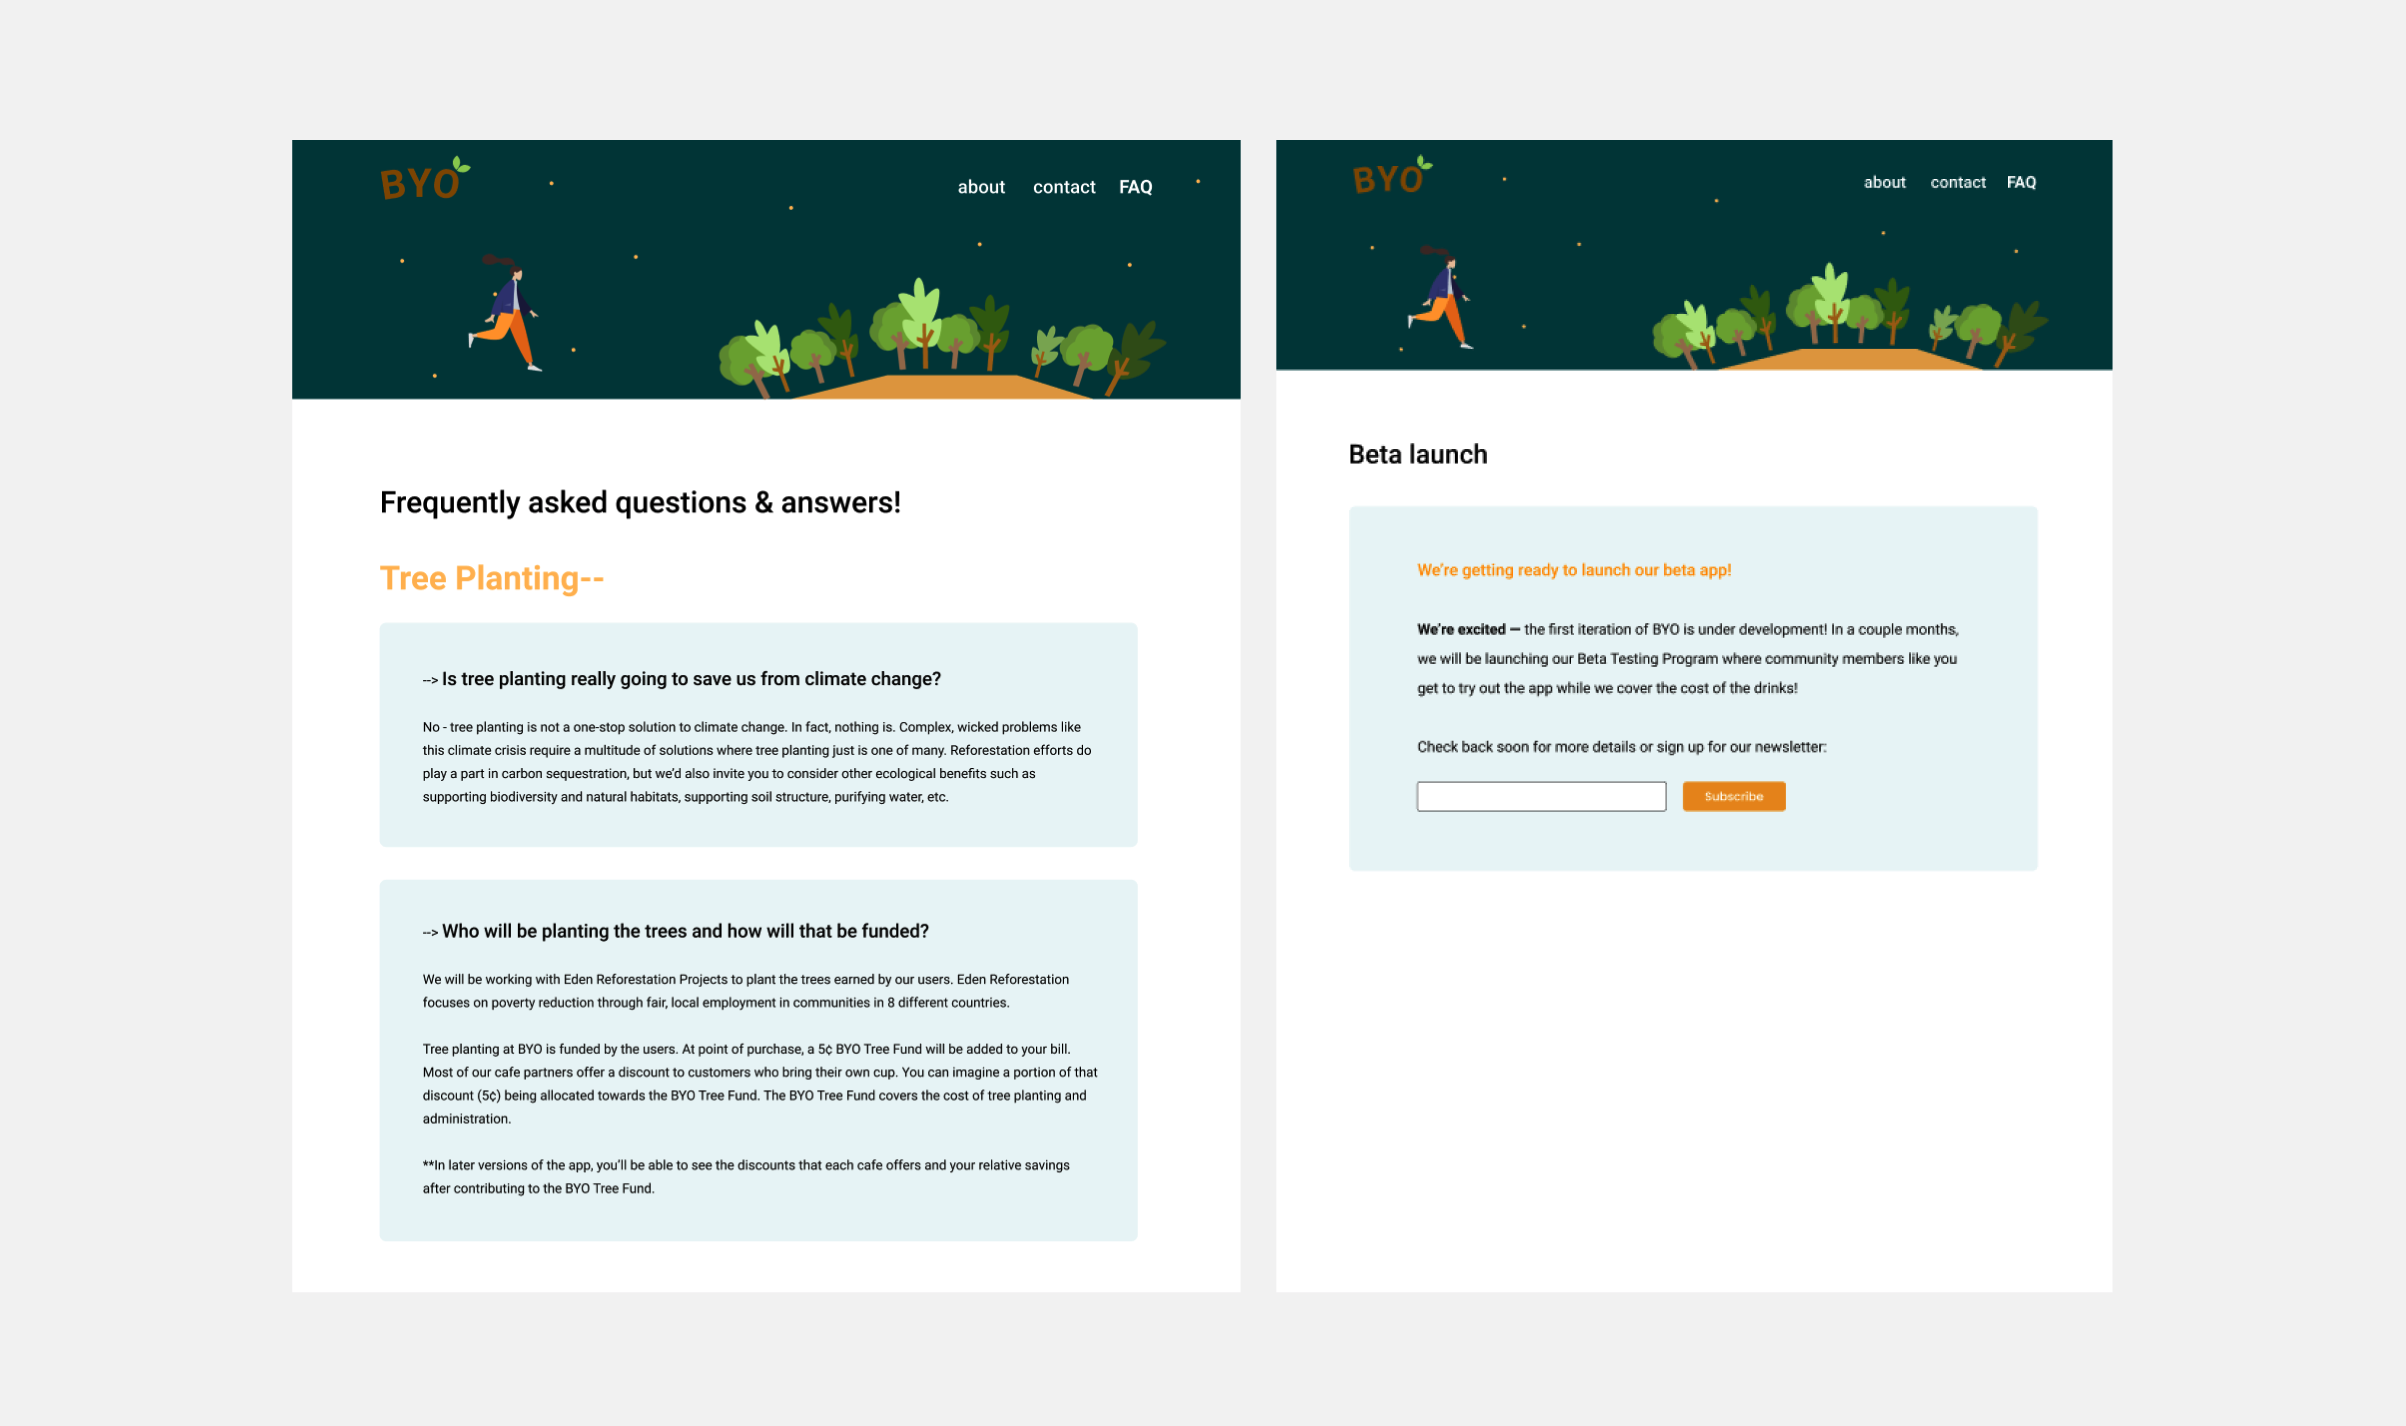 BYO
about contact FAQ
Frequently asked questions & answers!
Tree Planting--
--> Is tree planting really going to save us from climate change?
No - tree planting is not a one-stop solution to climate change. In fact, nothing is. Complex, wicked problems like
this climate crisis require a multitude of solutions where tree planting just is one of many. Reforestation efforts do
play a part in carbon sequestration, but we'd also invite you to consider other ecological benefits such as
supporting biodiversity and natural habitats, supporting soil structure, purifying water, etc.
--> Who will be planting the trees and how will that be funded?
We will be working with Eden Reforestation Projects to plant the trees earned by our users. Eden Reforestation
focuses on poverty reduction through fair, local employment in communities in 8 different countries.
Tree planting at BYO is funded by the users. At point of purchase, a 5¢ BYO Tree Fund will be added to your bill.
Most of our cafe partners offer a discount to customers who bring their own cup. You can imagine a portion of that
discount (5¢) being allocated towards the BYO Tree Fund. The BYO Tree Fund covers the cost of tree planting and
administration.
**In later versions of the app, you'll be able to see the discounts that each cafe offers and your relative savings
after contributing to the BYO Tree Fund.
BYO
about contact FAQ
Beta launch
We're getting ready to launch our beta app!
We're excited — the first iteration of BYO is under development! In a couple months,
we will be launching our Beta Testing Program where community members like you
get to try out the app while we cover the cost of the drinks!
Check back soon for more details or sign up for our newsletter:
Subscribe